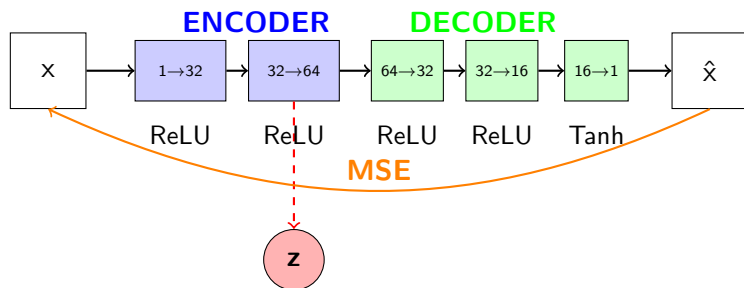 ENCODER DECODER
x 1→32 32→64 64→32 32→16 16→1 x̂
ReLU ReLU ReLU ReLU Tanh
MSE
z